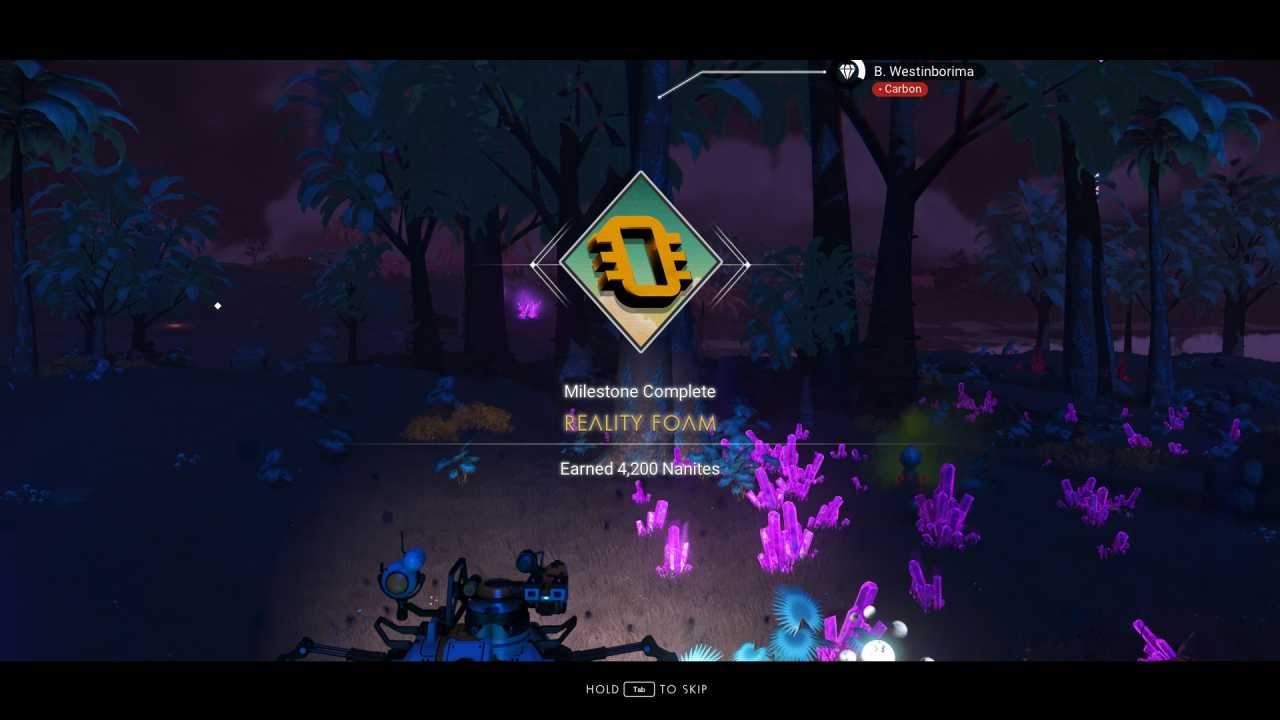 B. Westinborima
• Carbon
Milestone Complete
REALITY FOAM
Earned 4,200 Nanites
HOLD Tab TO SKIP